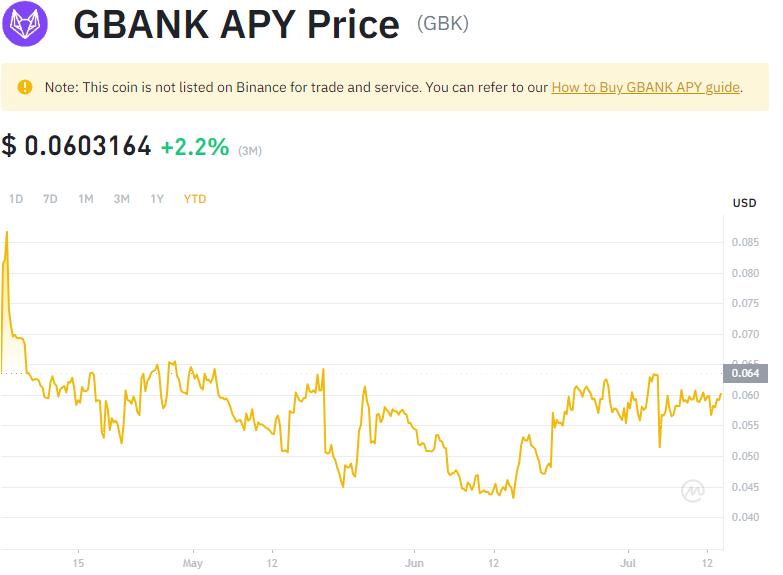 GBANK APY Price (GBK)
Note: This coin is not listed on Binance for trade and service. You can refer to our How to Buy GBANK APY guide.
$ 0.0603164 +2.2% (3M)
1D 7D 1M 3M 1Y YTD
USD
0.085
0.080
0.075
0.070
0.065
0.064
0.060
0.055
0.050
0.045
0.040
15 May 12 Jun 12 Jul 12